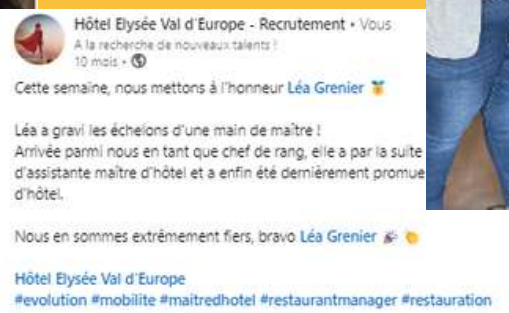 Hôtel Elysée Val d'Europe - Recrutement • Vous
A la recherche de nouveaux talents !
10 mois •
Cette semaine, nous mettons à l'honneur Léa Grenier 🏅
Léa a gravi les échelons d'une main de maître !
Arrivée parmi nous en tant que chef de rang, elle a par la suite
d'assistante maître d'hôtel et a enfin été dernièrement promue
d'hôtel.
Nous en sommes extrêmement fiers, bravo Léa Grenier 🎉 👏
Hôtel Elysée Val d'Europe
#evolution #mobilite #maitredhotel #restaurantmanager #restauration